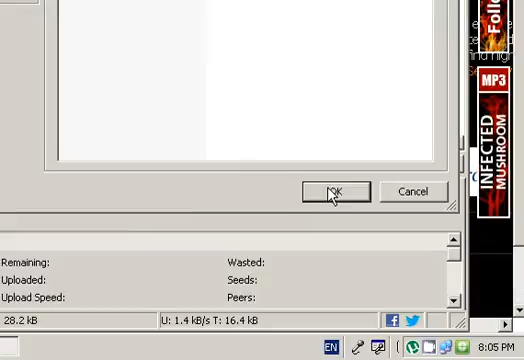 Follo
MP3
INFECTED
MUSHROOM
OK
Cancel
Remaining:
Wasted:
Uploaded:
Seeds:
Upload Speed:
Peers:
28.2 kB
U: 1.4 kB/s T: 16.4 kB
EN
8:05 PM